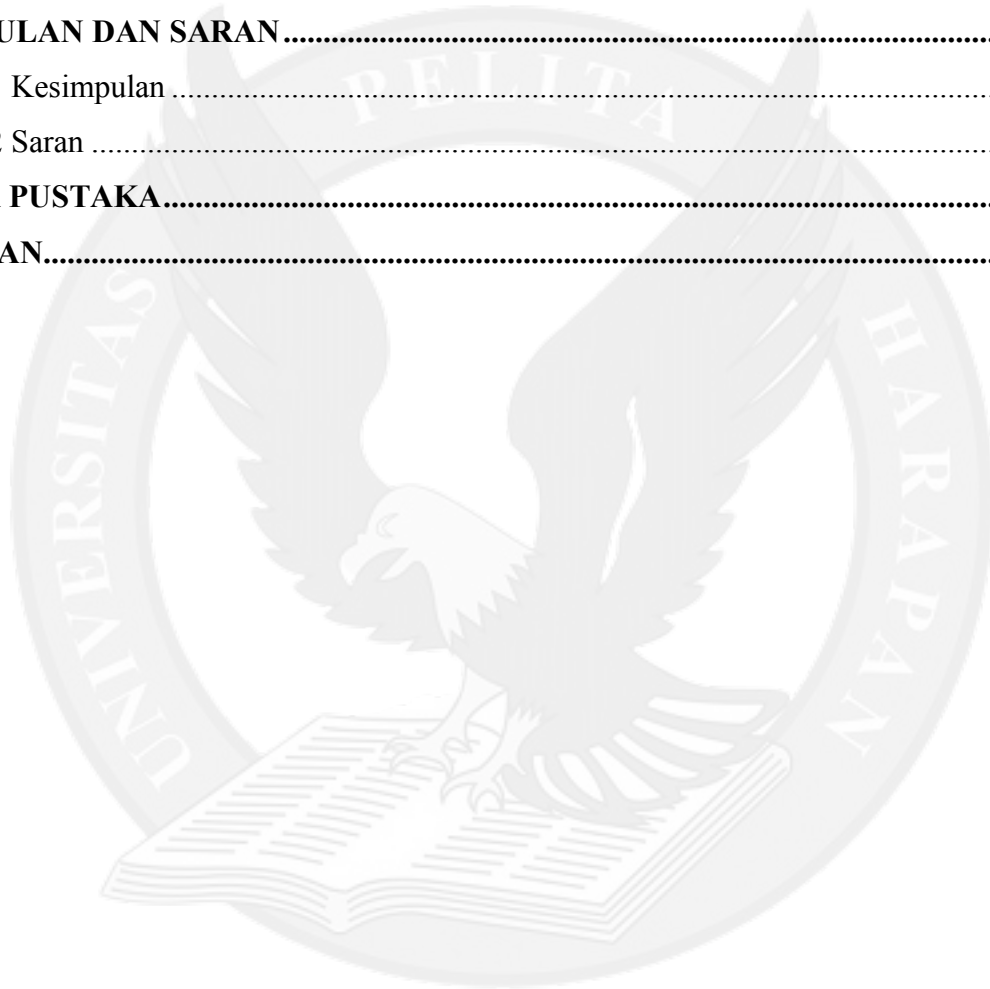 ULAN DAN SARAN........................................................................................
Kesimpulan ........................................................................................................
Saran ..................................................................................................................
PUSTAKA........................................................................................................
AN......................................................................................................................
UNIVERSITAS PELITA HARAPAN